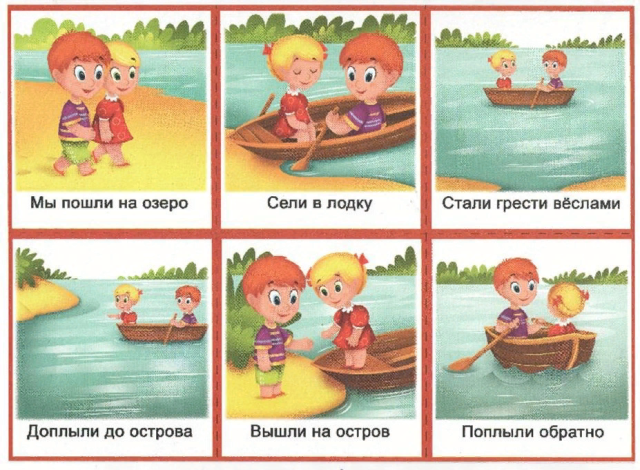 Мы пошли на озеро
Сели в лодку
Стали грести вёслами
Доплыли до острова
Вышли на остров
Поплыли обратно